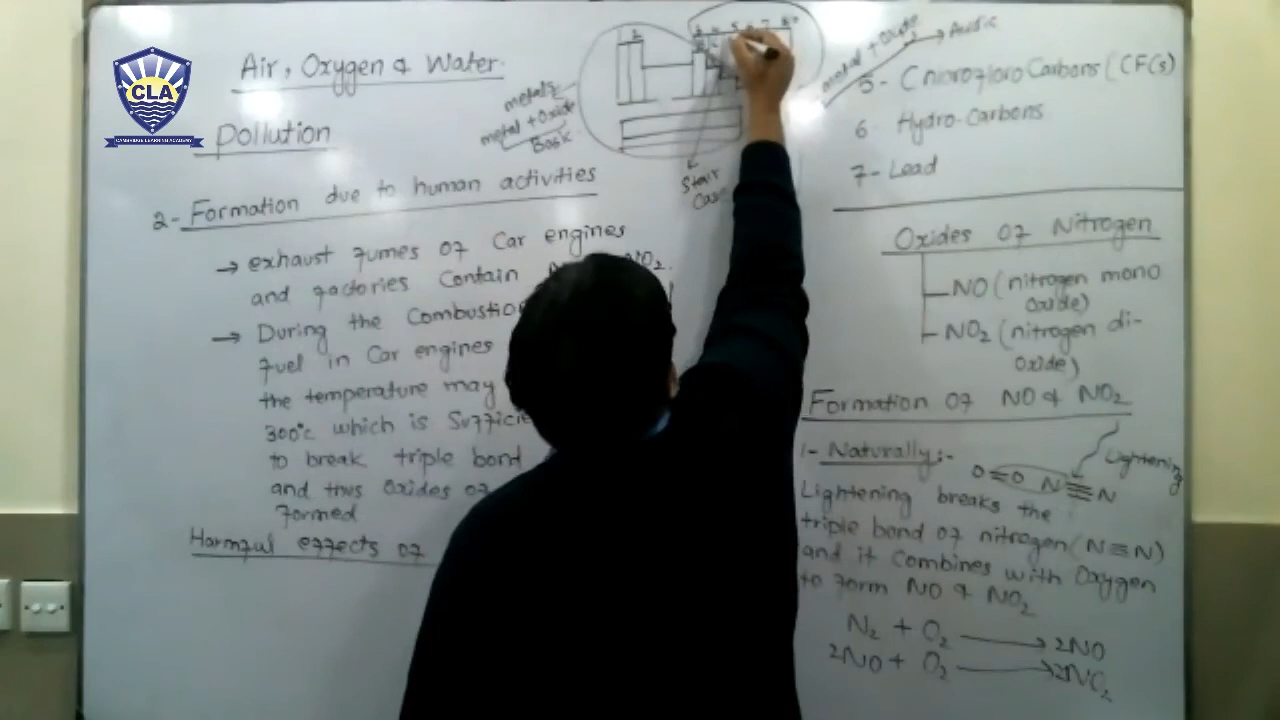 CLA
CAMBRIDGE LEARNING ACADEMY
Air, Oxygen & Water
Pollution
2- Formation due to human activities
→ exhaust fumes of Car engines
and factories Contain NO₂.
→ During the Combustion
fuel in Car engines
the temperature may
300°c which is
to break triple bond
and thus Oxides of
formed
Harmful effects of
metals
metal + Oxide
Basic
Stair
Case
metal + Oxide → Acidic
5- Chlorofloro Carbons (CFCs)
6. Hydro-Carbons
7- Lead
Oxides of Nitrogen
NO (nitrogen mono
Oxide)
NO₂ (nitrogen di-
Oxide)
Formation of NO & NO₂
Lightening
1- Naturally:-
O=O N≡N
Lightening breaks the
triple bond of nitrogen (N≡N)
and it Combines with Oxygen
to form NO & NO₂
N₂ + O₂ → 2NO
2NO + O₂ → 2NO₂